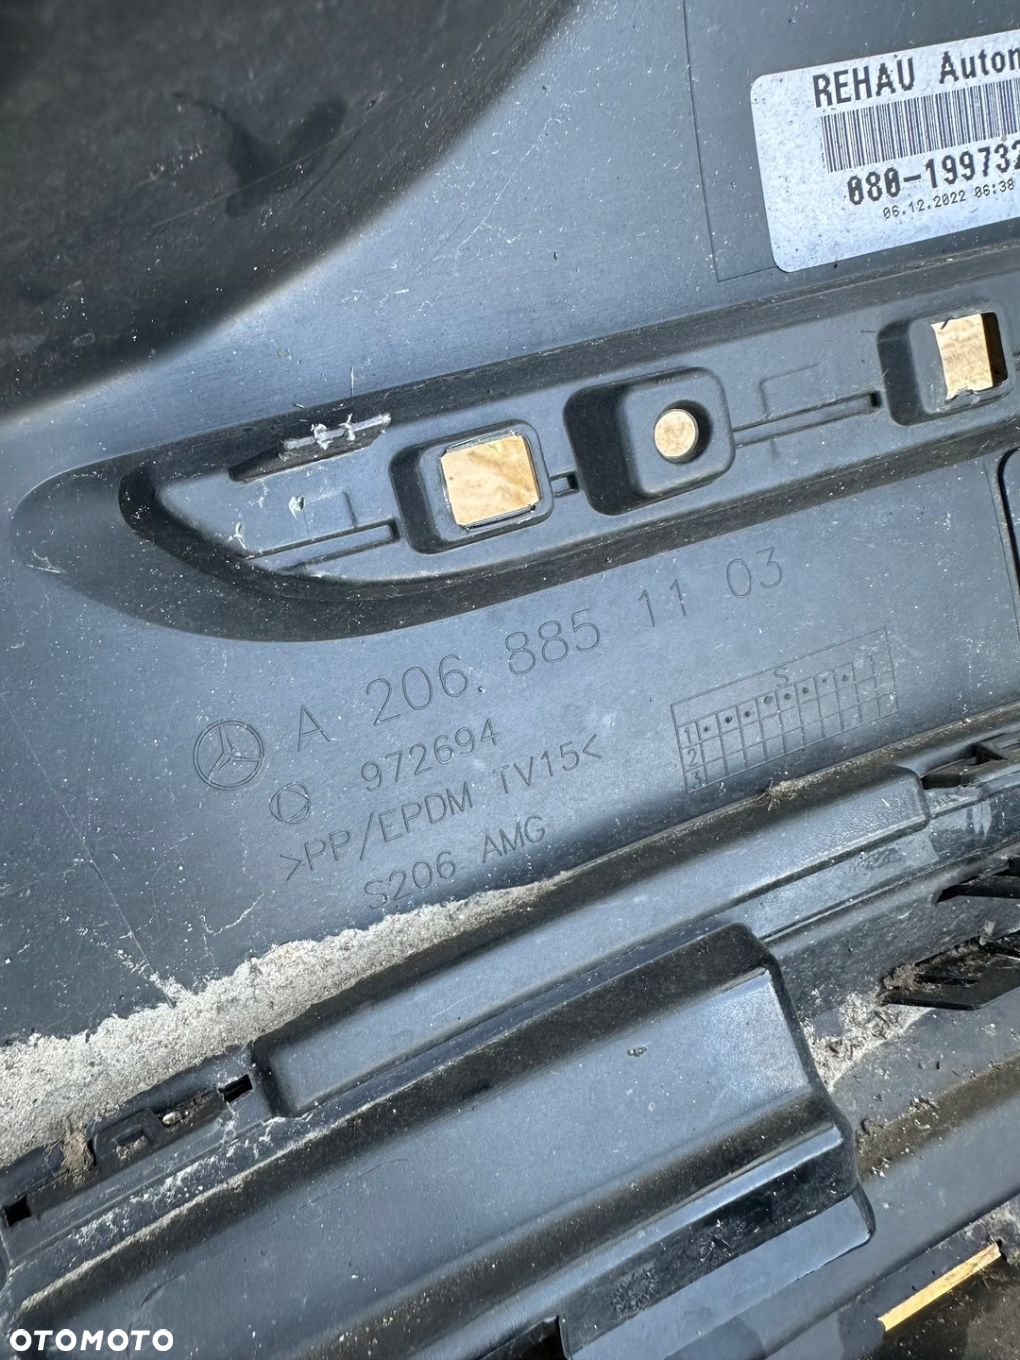 REHAU
080-199732
06.12.2022 06:38
A 206 885 11 03
972694
>PP/EPDM TV15<
S206 AMG
S
1
2
3
OTOMOTO